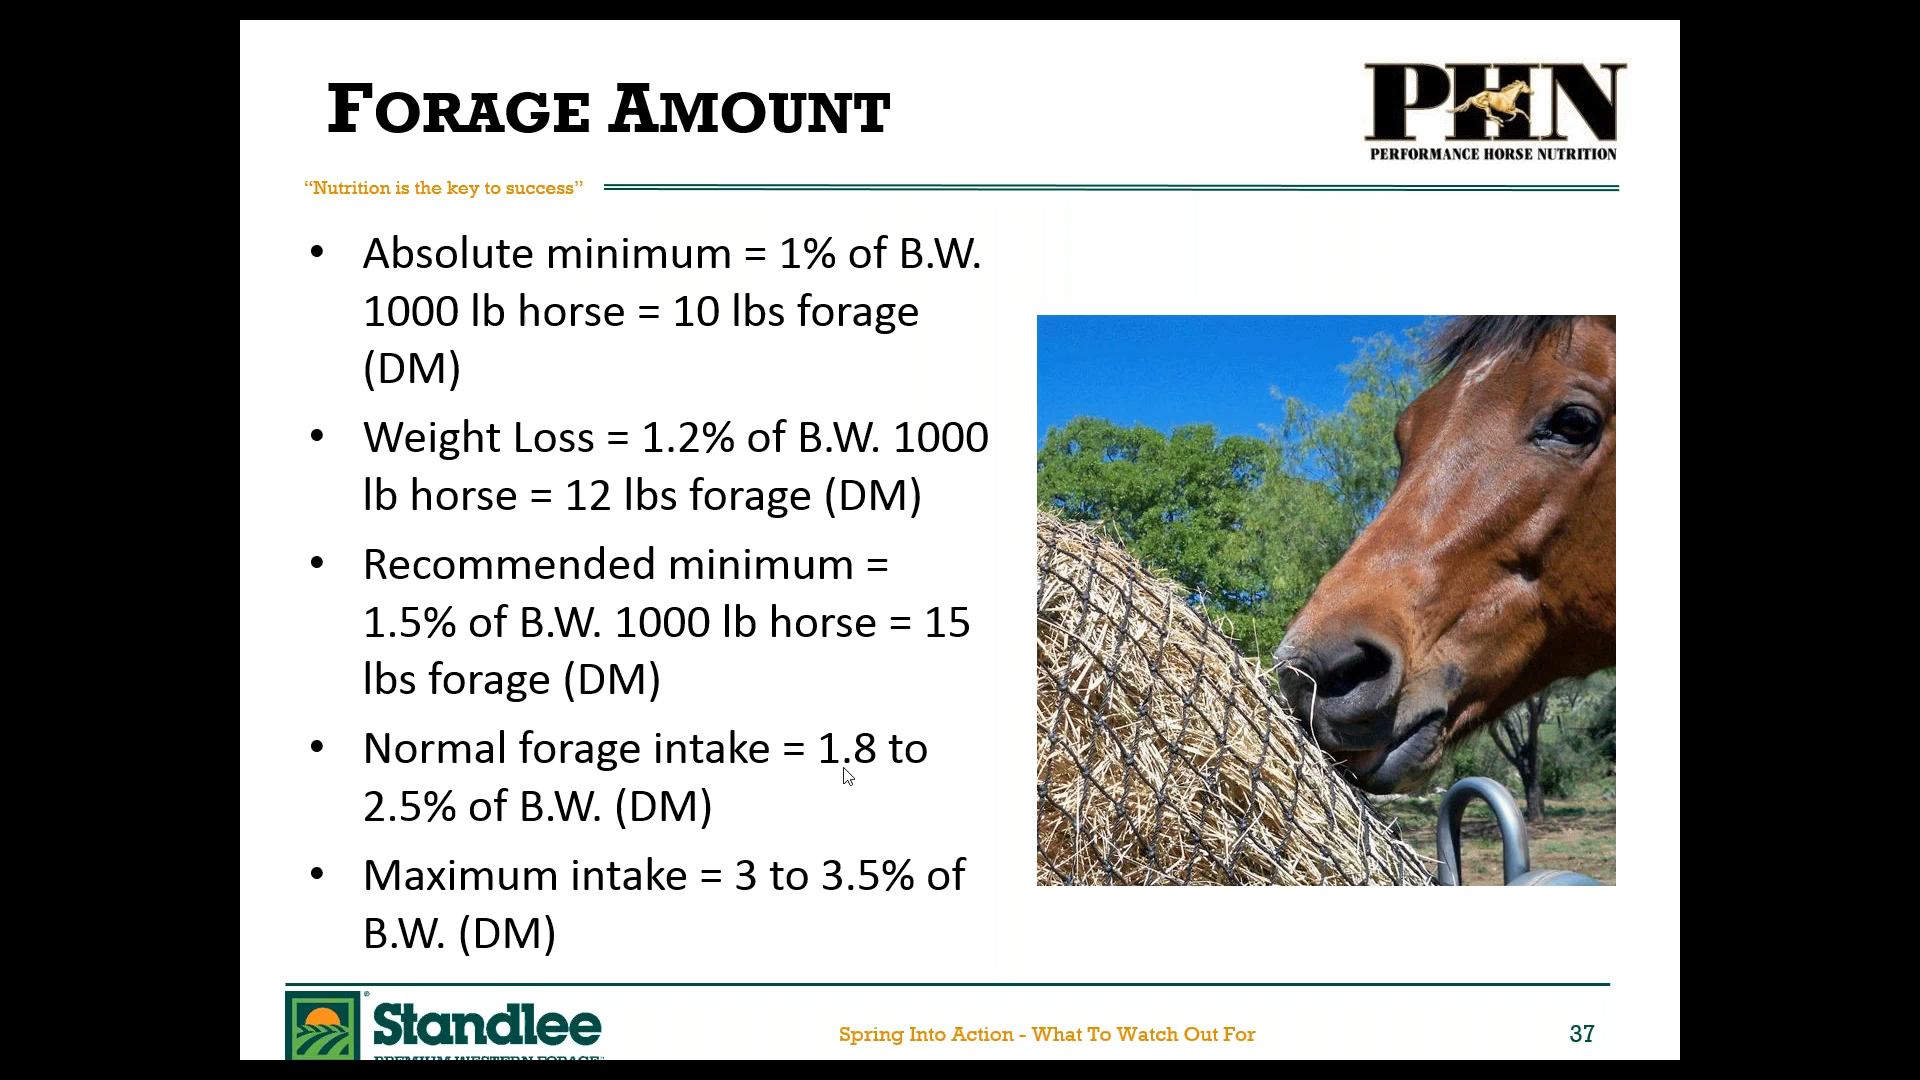 FORAGE AMOUNT
PHN
PERFORMANCE HORSE NUTRITION
“Nutrition is the key to success”
• Absolute minimum = 1% of B.W.
1000 lb horse = 10 lbs forage
(DM)
• Weight Loss = 1.2% of B.W. 1000
lb horse = 12 lbs forage (DM)
• Recommended minimum =
1.5% of B.W. 1000 lb horse = 15
lbs forage (DM)
• Normal forage intake = 1.8 to
2.5% of B.W. (DM)
• Maximum intake = 3 to 3.5% of
B.W. (DM)
® Standlee
PREMIUM WESTERN FORAGE
Spring Into Action - What To Watch Out For
37